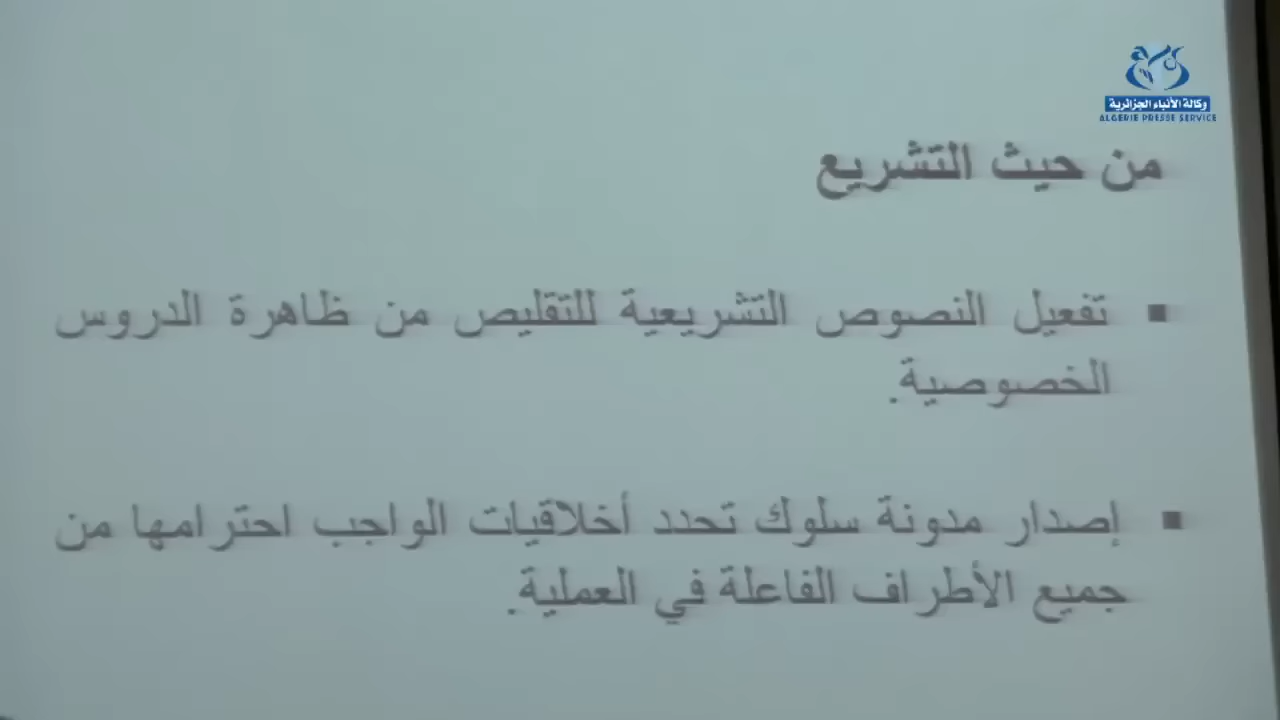 وكالة الأنباء الجزائرية
ALGERIE PRESSE SERVICE
من حيث التشريع
▪ تفعيل النصوص التشريعية للتقليص من ظاهرة الدروس
الخصوصية.
▪ إصدار مدونة سلوك تحدد أخلاقيات الواجب احترامها من
جميع الأطراف الفاعلة في العملية.